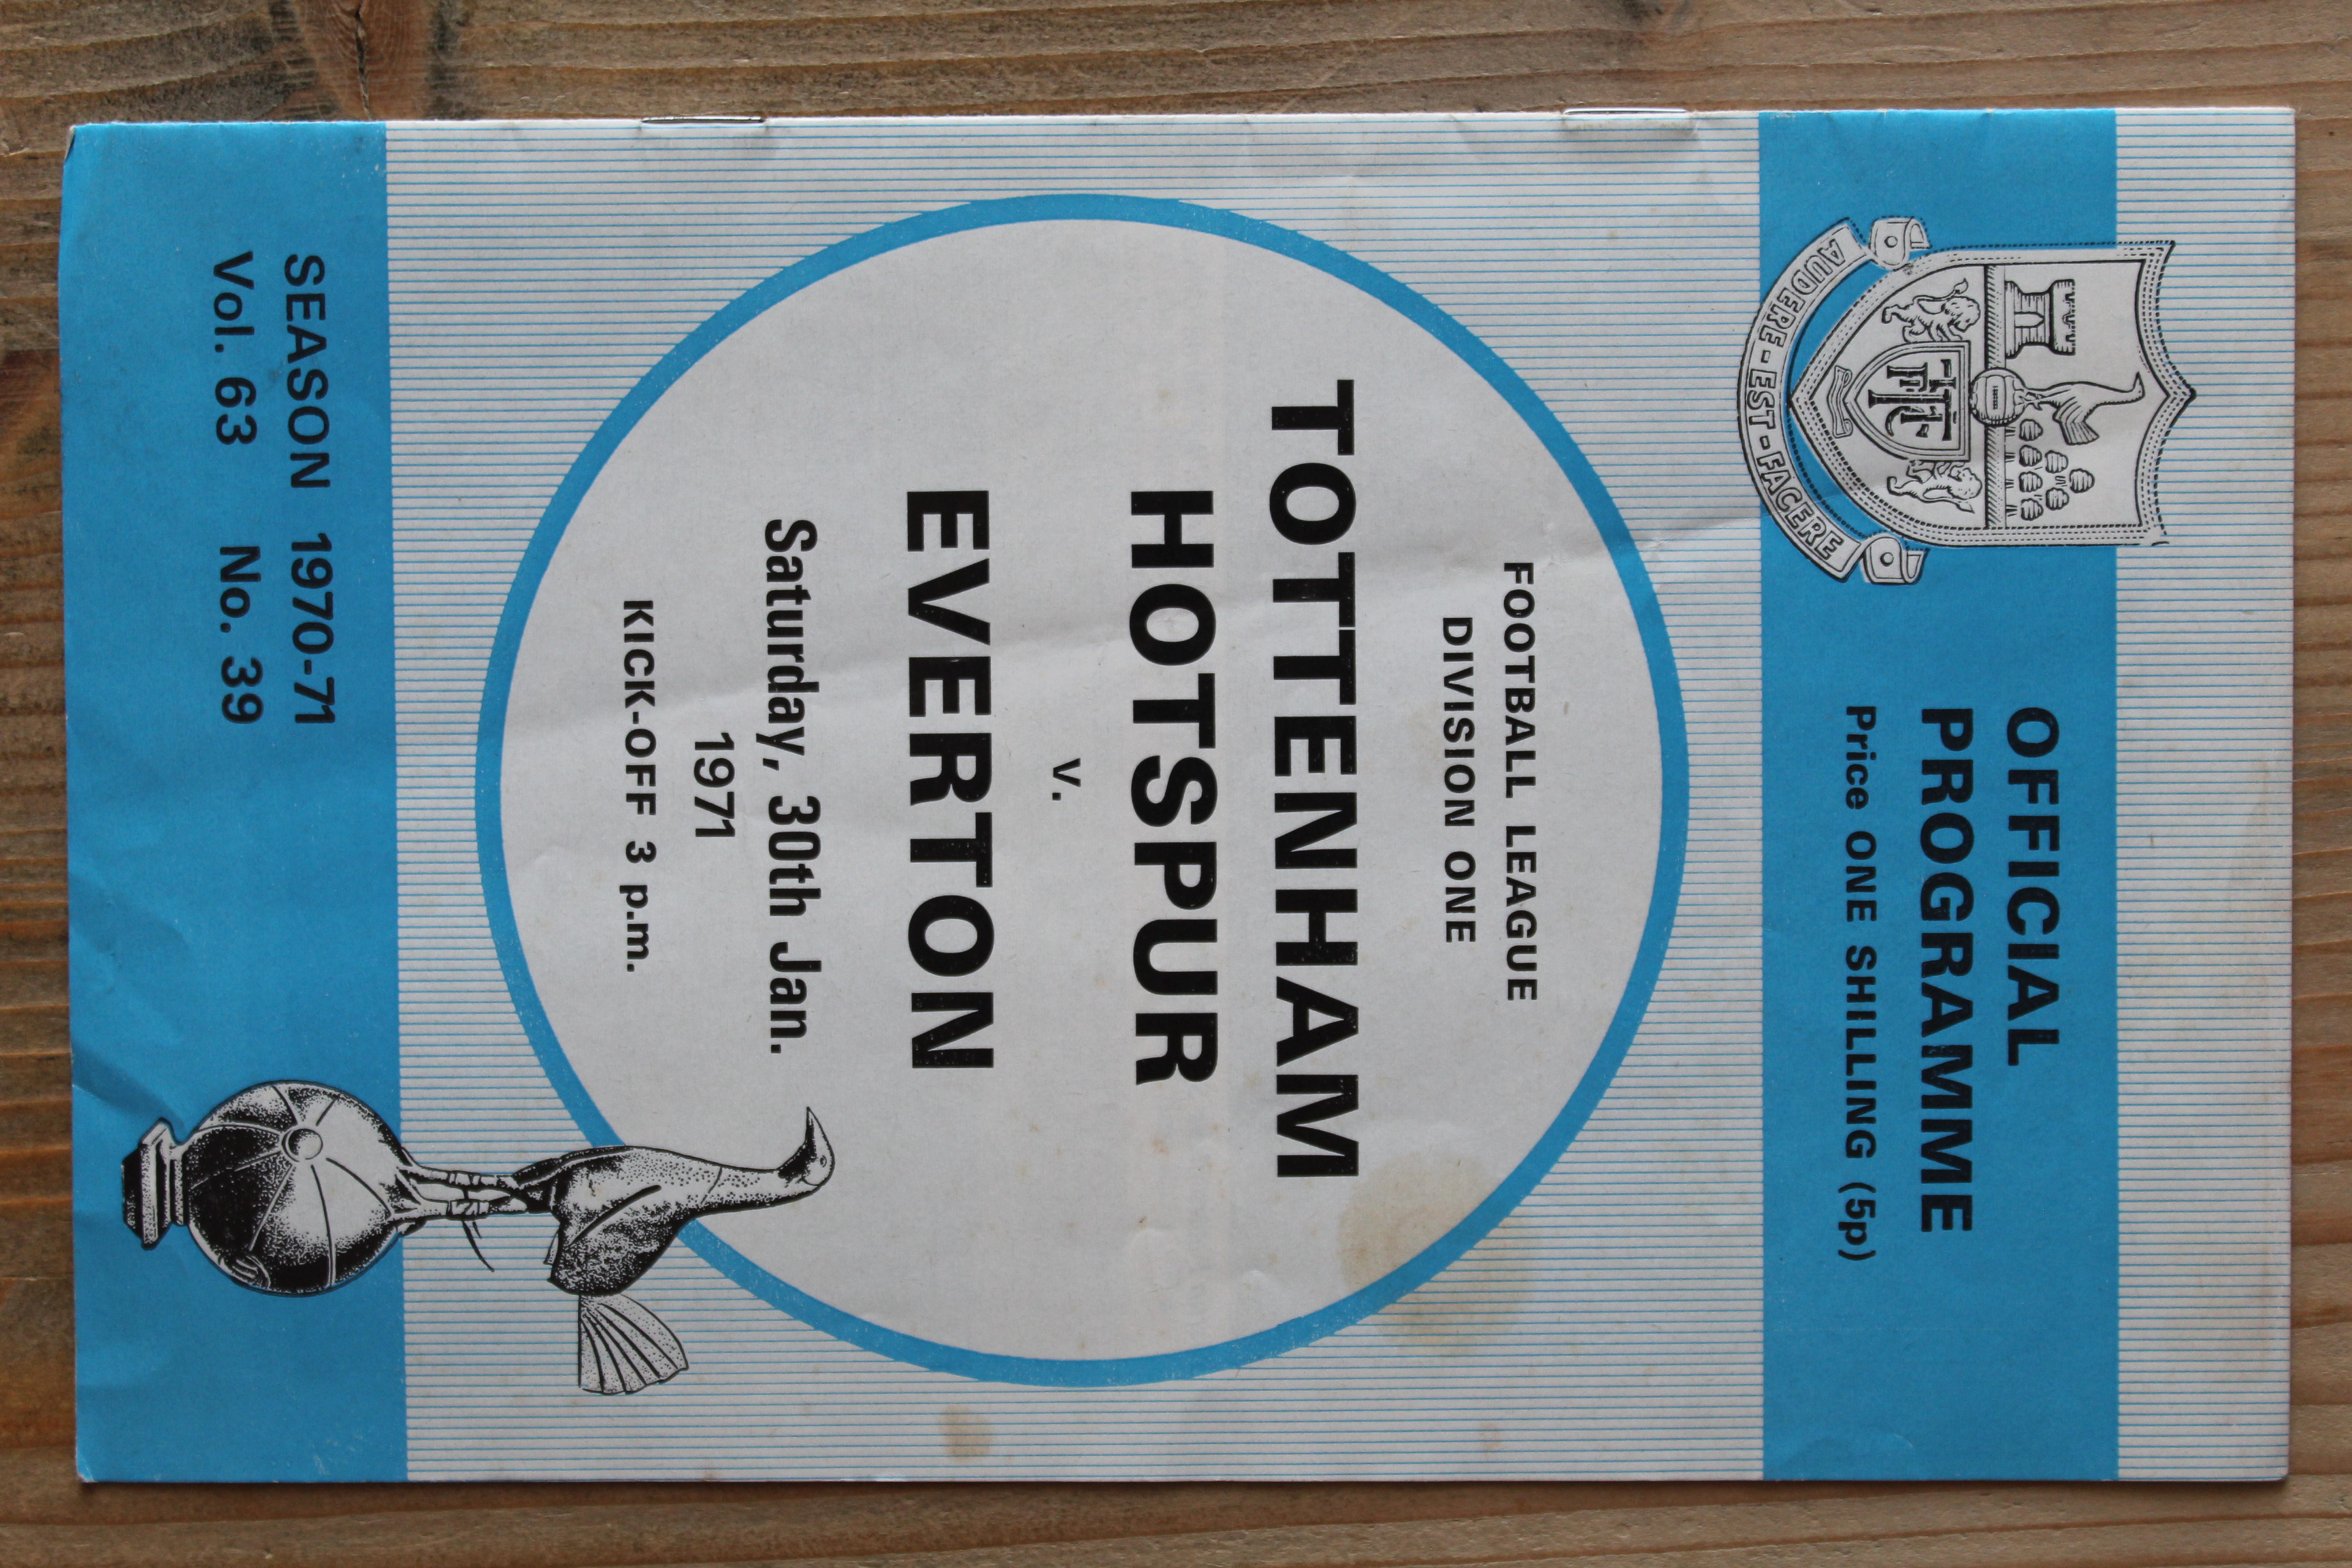 OFFICIAL
PROGRAMME
Price ONE SHILLING (5p)
AUDERE - EST - FACERE
FOOTBALL LEAGUE
DIVISION ONE
TOTTENHAM
HOTSPUR
v.
EVERTON
Saturday, 30th Jan.
1971
KICK-OFF 3 p.m.
SEASON 1970-71
Vol. 63 No. 39